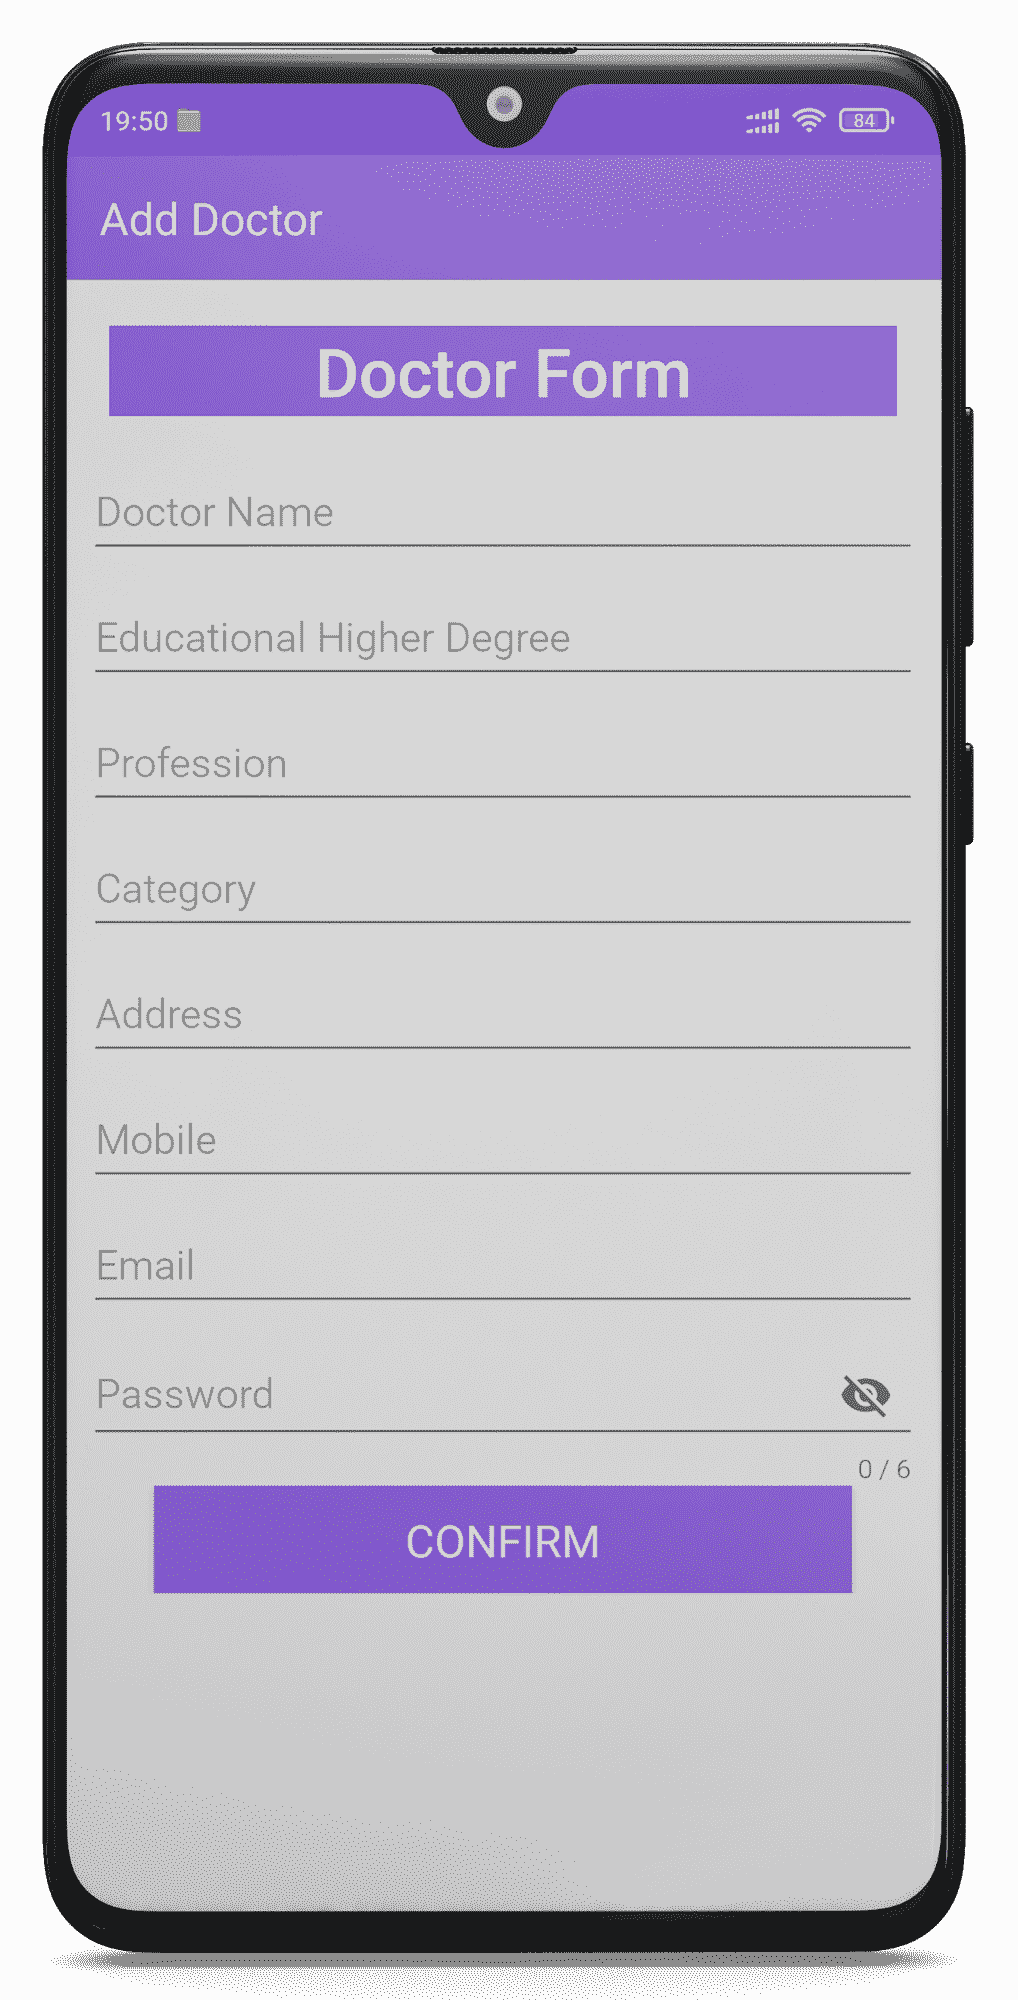 19:50
84
Add Doctor
Doctor Form
Doctor Name
Educational Higher Degree
Profession
Category
Address
Mobile
Email
Password
0 / 6
CONFIRM